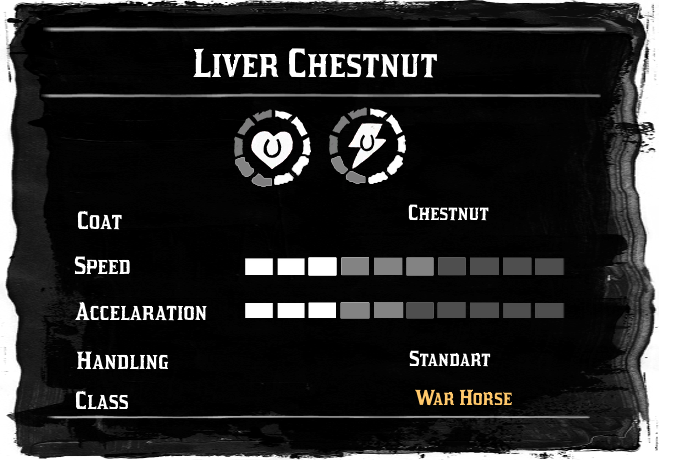 Liver Chestnut
Coat Chestnut
Speed
Accelaration
Handling Standart
Class War Horse